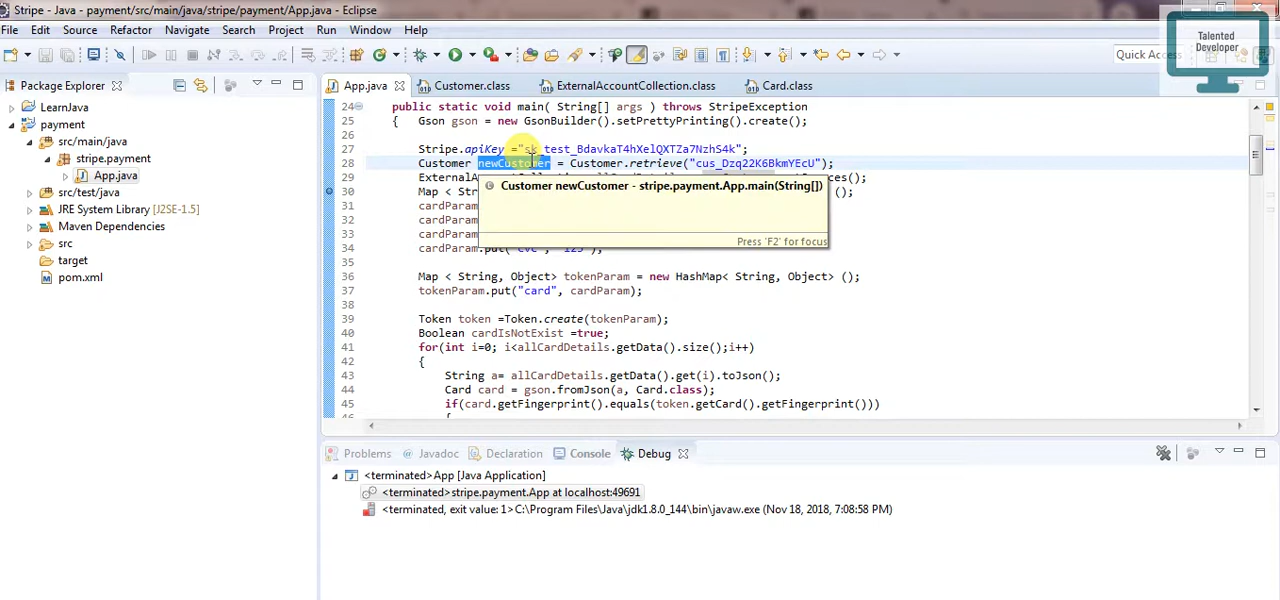 Stripe - Java - payment/src/main/java/stripe/payment/App.java - Eclipse
File Edit Source Refactor Navigate Search Project Run Window Help
Talented
Developer
Quick Access
Package Explorer
App.java Customer.class ExternalAccountCollection.class Card.class
LearnJava
payment
src/main/java
stripe.payment
App.java
src/test/java
JRE System Library [J2SE-1.5]
Maven Dependencies
src
target
pom.xml
24 public static void main( String[] args ) throws StripeException
25 { Gson gson = new GsonBuilder().setPrettyPrinting().create();
26
27 Stripe.apiKey ="sk_test_BdavkaT4hXelQXTZa7NzhS4k";
28 Customer newCustomer = Customer.retrieve("cus_Dzq22K6BkmYEcU");
29 ExternalA
30 Map < Str ();
31 cardParam
32 cardParam
33 cardParam
34 cardParam.put("cvc", "123");
35
36 Map < String, Object> tokenParam = new HashMap< String, Object> ();
37 tokenParam.put("card", cardParam);
38
39 Token token =Token.create(tokenParam);
40 Boolean cardIsNotExist =true;
41 for(int i=0; i<allCardDetails.getData().size();i++)
42 {
43 String a= allCardDetails.getData().get(i).toJson();
44 Card card = gson.fromJson(a, Card.class);
45 if(card.getFingerprint().equals(token.getCard().getFingerprint()))
Customer newCustomer - stripe.payment.App.main(String[])
Press 'F2' for focus
Problems @ Javadoc Declaration Console Debug
<terminated>App [Java Application]
<terminated>stripe.payment.App at localhost:49691
<terminated, exit value: 1>C:\Program Files\Java\jdk1.8.0_144\bin\javaw.exe (Nov 18, 2018, 7:08:58 PM)